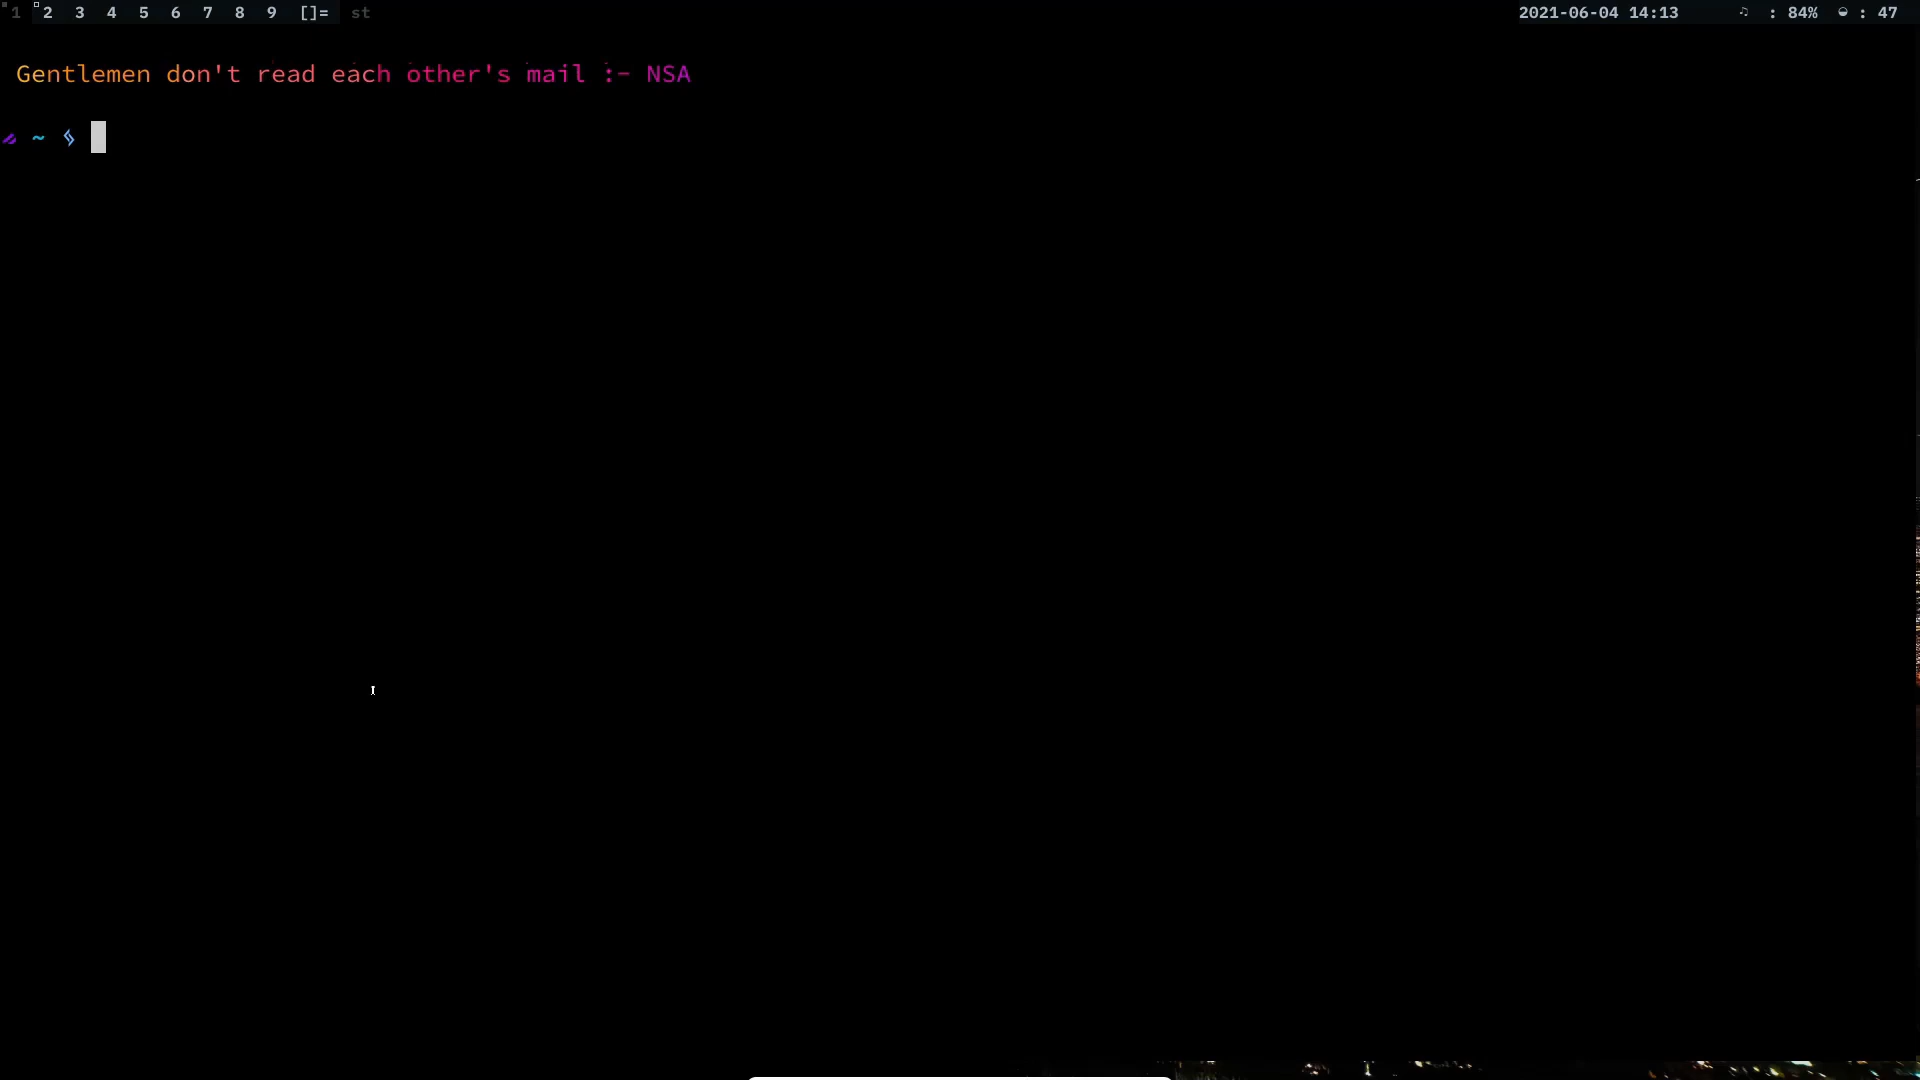 1 2 3 4 5 6 7 8 9 []= st 2021-06-04 14:13 ♫ : 84% : 47
Gentlemen don't read each other's mail :- NSA
~